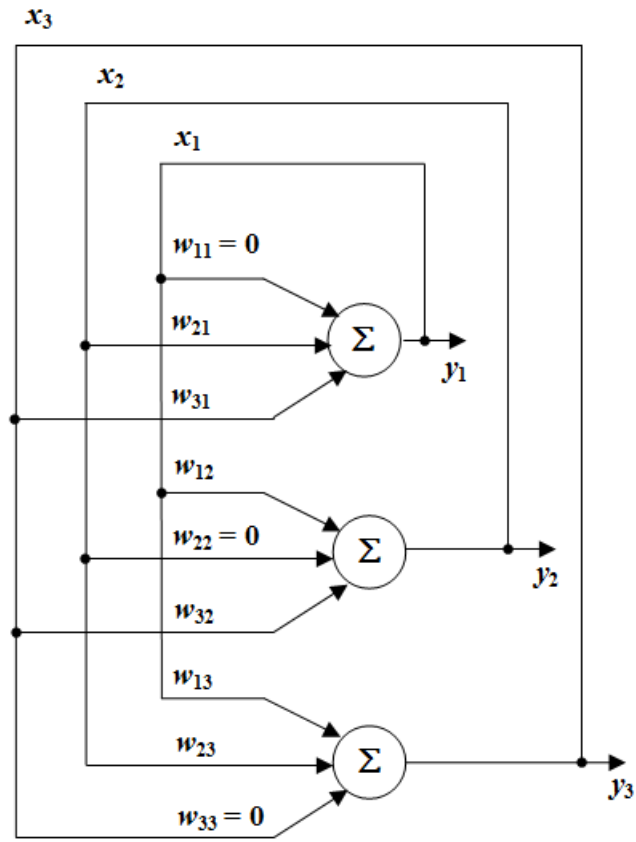 x₃
x₂
x₁
w₁₁ = 0
w₂₁
Σ
y₁
w₃₁
w₁₂
w₂₂ = 0
Σ
y₂
w₃₂
w₁₃
w₂₃
Σ
y₃
w₃₃ = 0